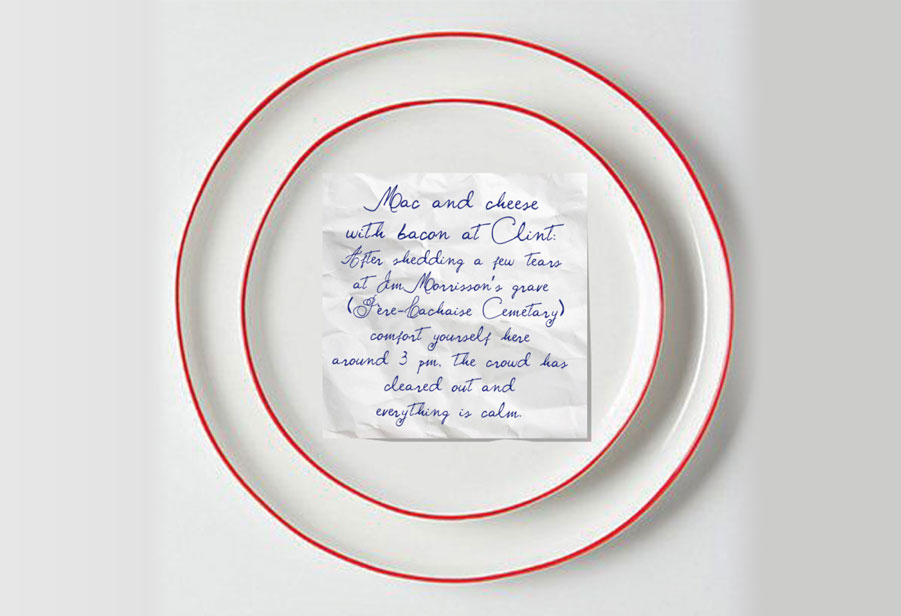 Mac and cheese
with bacon at Clint:
After shedding a few tears
at Jim Morrisson's grave
(Père-Lachaise Cemetary)
comfort yourself here
around 3 pm. The crowd has
cleared out and
everything is calm.